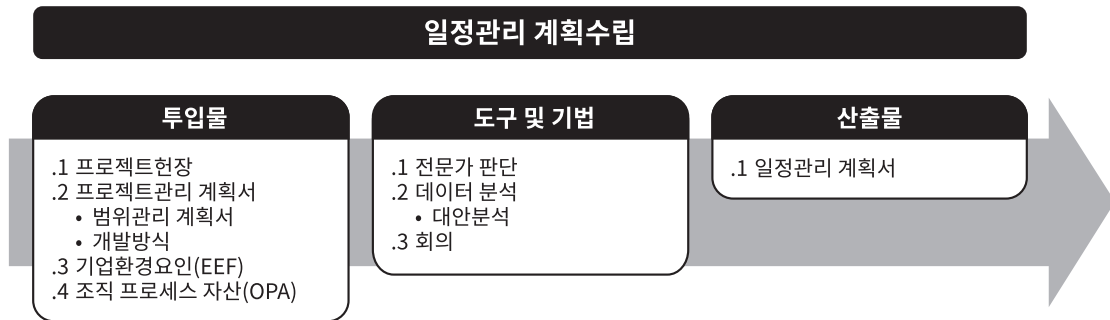 일정관리 계획수립
투입물
.1 프로젝트헌장
.2 프로젝트관리 계획서
• 범위관리 계획서
• 개발방식
.3 기업환경요인(EEF)
.4 조직 프로세스 자산(OPA)
도구 및 기법
.1 전문가 판단
.2 데이터 분석
• 대안분석
.3 회의
산출물
.1 일정관리 계획서